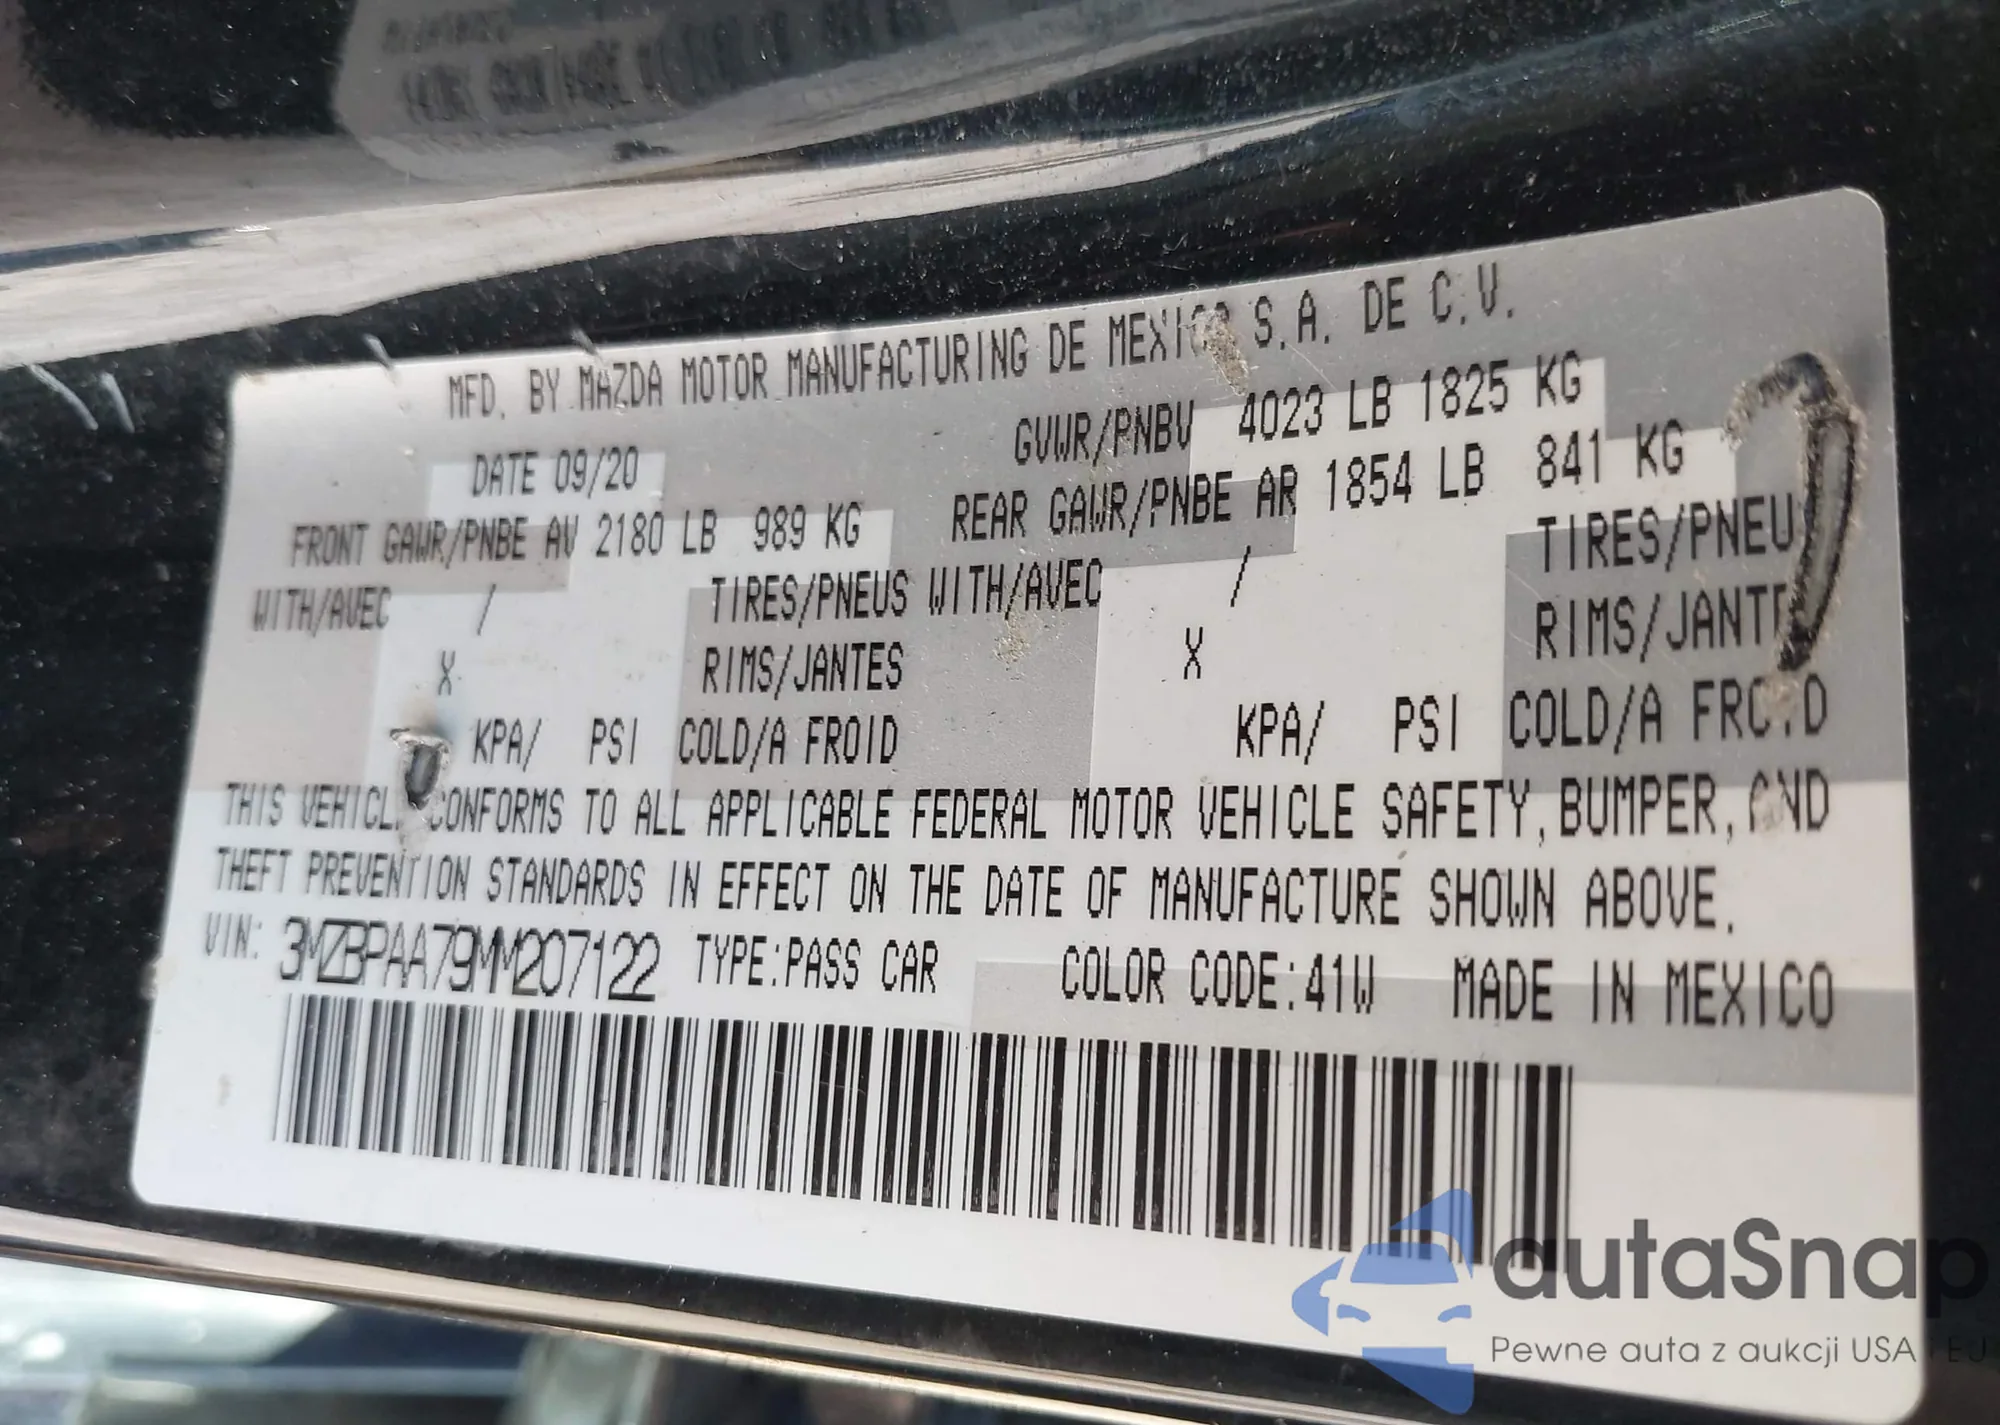 MFD. BY MAZDA MOTOR MANUFACTURING DE MEXICO S.A. DE C.V.
DATE 09/20 GVWR/PNBV 4023 LB 1825 KG
FRONT GAWR/PNBE AV 2180 LB 989 KG REAR GAWR/PNBE AR 1854 LB 841 KG
WITH/AVEC / TIRES/PNEUS WITH/AVEC / TIRES/PNEU
X RIMS/JANTES X RIMS/JANTE
KPA/ PSI COLD/A FROID KPA/ PSI COLD/A FROID
THIS VEHICLE CONFORMS TO ALL APPLICABLE FEDERAL MOTOR VEHICLE SAFETY, BUMPER, AND
THEFT PREVENTION STANDARDS IN EFFECT ON THE DATE OF MANUFACTURE SHOWN ABOVE.
VIN: 3MZBPAA79MM207122 TYPE:PASS CAR COLOR CODE:41W MADE IN MEXICO
autaSnap
Pewne auta z aukcji USA i EU